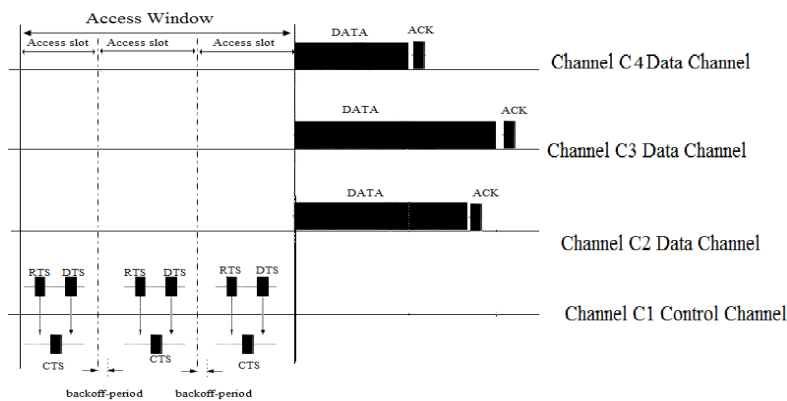 Access Window
Access slot Access slot Access slot
DATA ACK
Channel C4 Data Channel
DATA ACK
Channel C3 Data Channel
DATA ACK
Channel C2 Data Channel
RTS DTS RTS DTS RTS DTS
Channel C1 Control Channel
CTS CTS CTS
backoff-period backoff-period